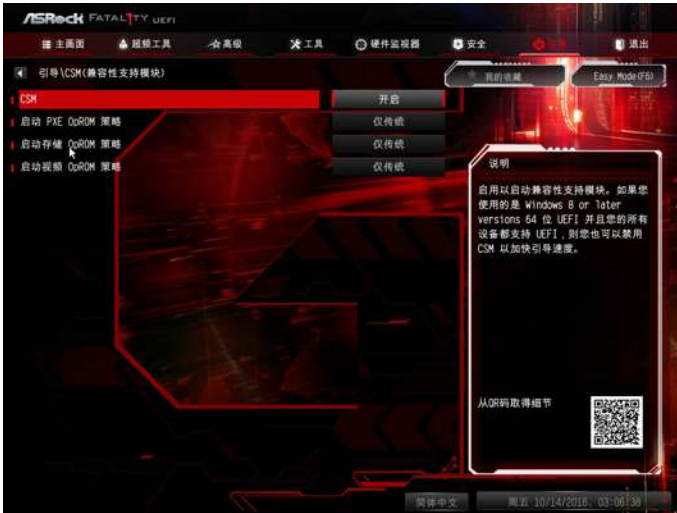 ASRock FATAL1TY UEFI
主画面 超频工具 高级 工具 硬件监视器 安全 退出
引导\CSM(兼容性支持模块) 我的收藏 Easy Mode(F6)
CSM 开启
启动 PXE OpROM 策略 仅传统
启动存储 OpROM 策略 仅传统
启动视频 OpROM 策略 仅传统
说明
启用以启动兼容性支持模块。如果您
使用的是 Windows 8 or later
versions 64 位 UEFI 并且您的所有
设备都支持 UEFI，则您也可以禁用
CSM 以加快引导速度。
从QR码取得细节
简体中文 周五 10/14/2016. 03:06:36